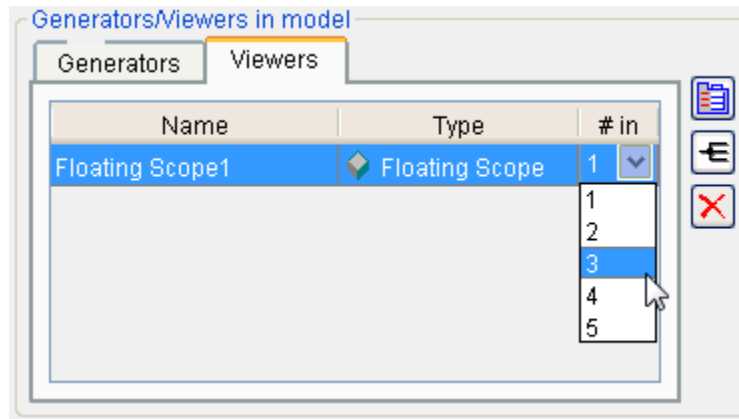 Generators/Viewers in model
Generators Viewers
Name Type # in
Floating Scope1 Floating Scope 1
1
2
3
4
5